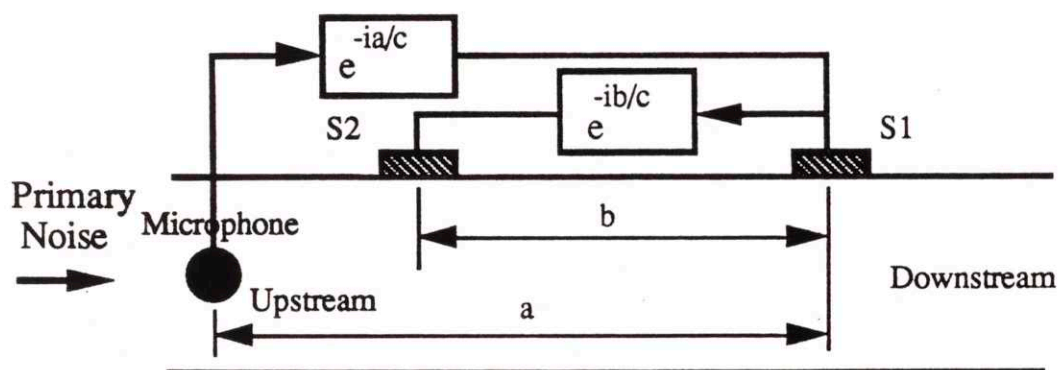 -ia/c
e
-ib/c
e
S2
S1
Primary
Noise
Microphone
b
Upstream
a
Downstream